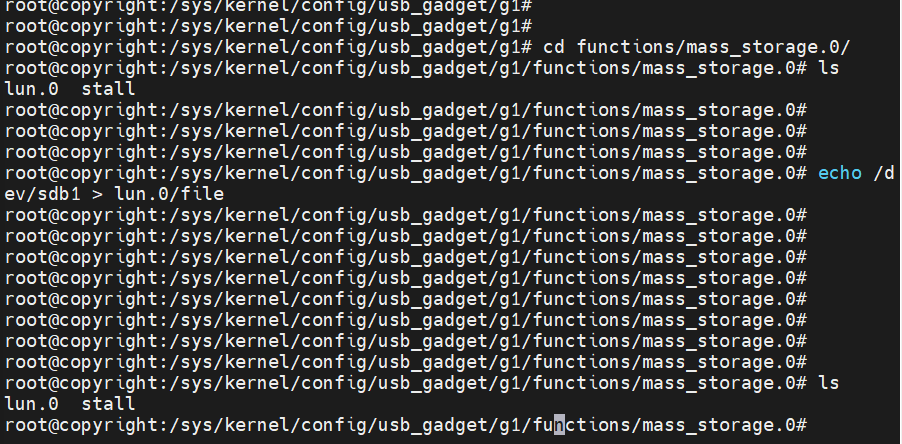 root@copyright:/sys/kernel/config/usb_gadget/g1#
root@copyright:/sys/kernel/config/usb_gadget/g1#
root@copyright:/sys/kernel/config/usb_gadget/g1# cd functions/mass_storage.0/
root@copyright:/sys/kernel/config/usb_gadget/g1/functions/mass_storage.0# ls
lun.0  stall
root@copyright:/sys/kernel/config/usb_gadget/g1/functions/mass_storage.0#
root@copyright:/sys/kernel/config/usb_gadget/g1/functions/mass_storage.0#
root@copyright:/sys/kernel/config/usb_gadget/g1/functions/mass_storage.0#
root@copyright:/sys/kernel/config/usb_gadget/g1/functions/mass_storage.0# echo /d
ev/sdb1 > lun.0/file
root@copyright:/sys/kernel/config/usb_gadget/g1/functions/mass_storage.0#
root@copyright:/sys/kernel/config/usb_gadget/g1/functions/mass_storage.0#
root@copyright:/sys/kernel/config/usb_gadget/g1/functions/mass_storage.0#
root@copyright:/sys/kernel/config/usb_gadget/g1/functions/mass_storage.0#
root@copyright:/sys/kernel/config/usb_gadget/g1/functions/mass_storage.0#
root@copyright:/sys/kernel/config/usb_gadget/g1/functions/mass_storage.0#
root@copyright:/sys/kernel/config/usb_gadget/g1/functions/mass_storage.0#
root@copyright:/sys/kernel/config/usb_gadget/g1/functions/mass_storage.0#
root@copyright:/sys/kernel/config/usb_gadget/g1/functions/mass_storage.0# ls
lun.0  stall
root@copyright:/sys/kernel/config/usb_gadget/g1/functions/mass_storage.0#